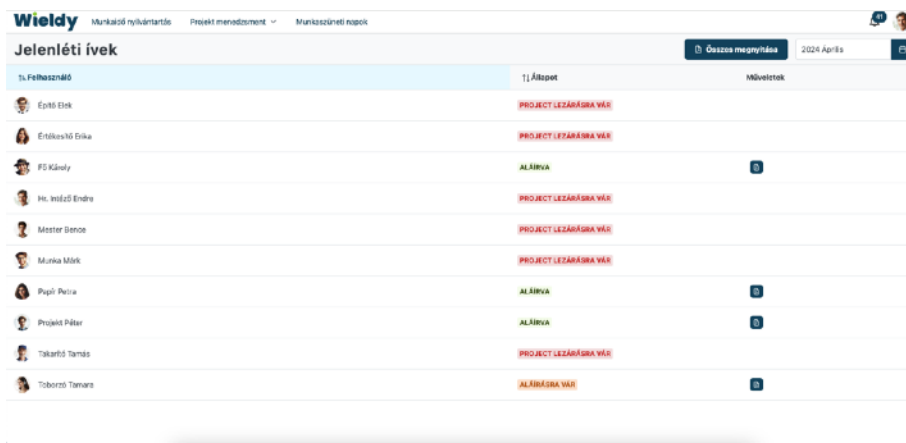 Wieldy Munkaidő nyilvántartás Projekt menedzsment Munkaszüneti napok 41
Jelenléti ívek Összes megnyitása 2024 Április
Felhasználó Állapot Műveletek
Építő Elek PROJECT LEZÁRÁSRA VÁR
Értékesítő Erika PROJECT LEZÁRÁSRA VÁR
Fő Károly ALÁÍRVA
Hr. Intéző Endre PROJECT LEZÁRÁSRA VÁR
Mester Bence PROJECT LEZÁRÁSRA VÁR
Munka Márk PROJECT LEZÁRÁSRA VÁR
Papír Petra ALÁÍRVA
Projekt Péter ALÁÍRVA
Takarító Tamás PROJECT LEZÁRÁSRA VÁR
Toborzó Tamara ALÁÍRÁSRA VÁR